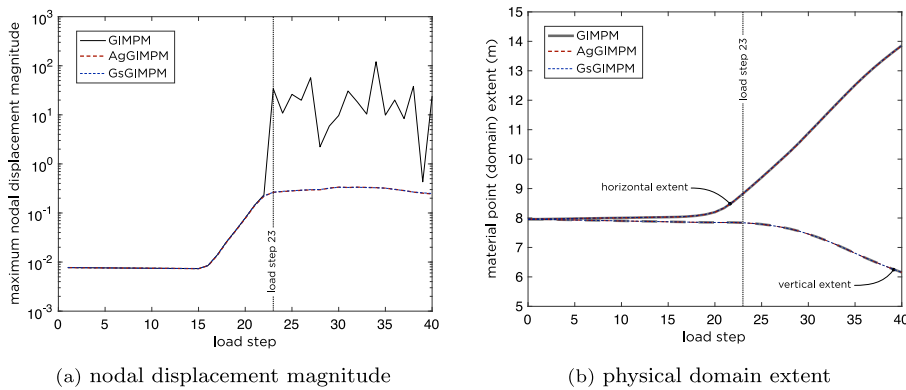 maximum nodal displacement magnitude
10³
10²
10¹
10⁰
10⁻¹
10⁻²
10⁻³
GIMPM
AgGIMPM
GsGIMPM
load step 23
0 5 10 15 20 25 30 35 40
load step
(a) nodal displacement magnitude
material point (domain) extent (m)
15
14
13
12
11
10
9
8
7
6
5
GIMPM
AgGIMPM
GsGIMPM
load step 23
horizontal extent
vertical extent
0 5 10 15 20 25 30 35 40
load step
(b) physical domain extent